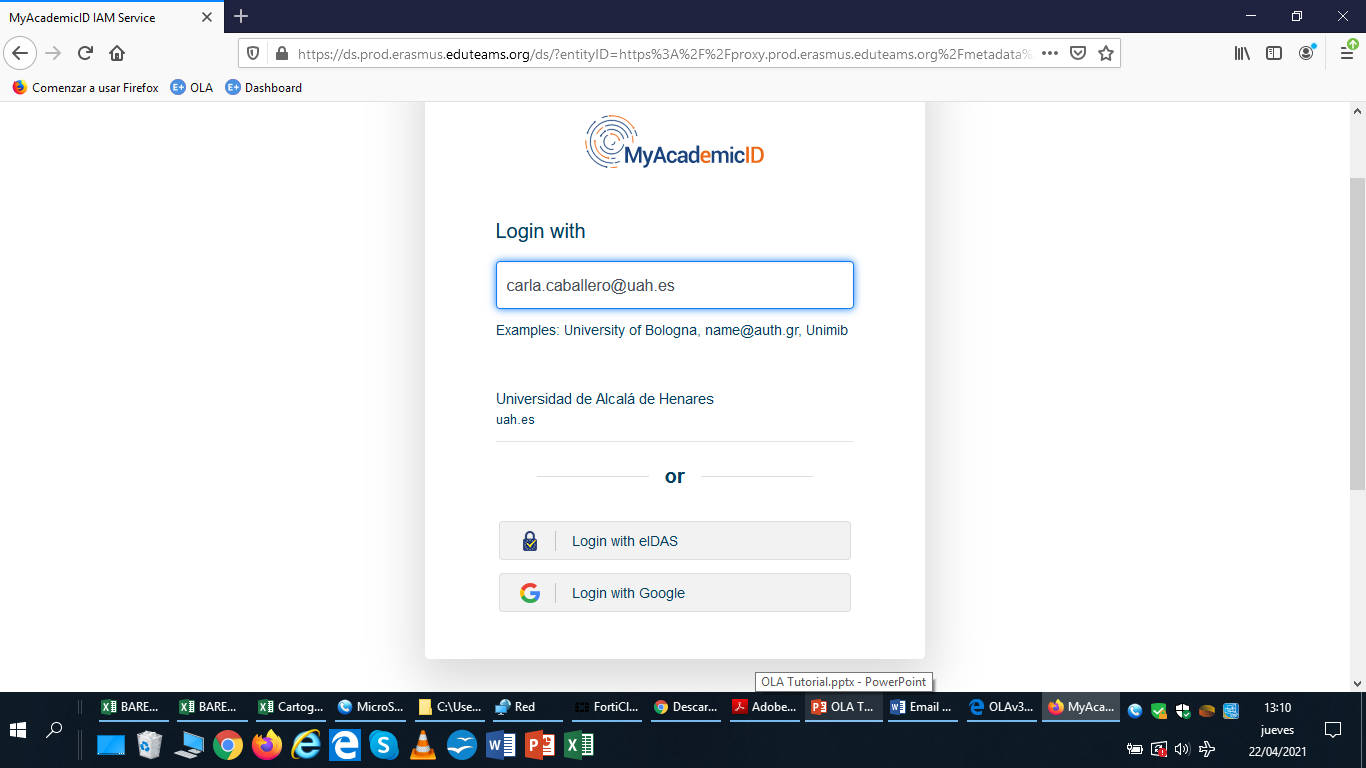 MyAcademicID IAM Service
https://ds.prod.erasmus.eduteams.org/ds/?entityID=https%3A%2F%2Fproxy.prod.erasmus.eduteams.org%2Fmetadata%
Comenzar a usar Firefox
E+ OLA
E+ Dashboard
MyAcademicID
Login with
carla.caballero@uah.es
Examples: University of Bologna, name@auth.gr, Unimib
Universidad de Alcalá de Henares
uah.es
or
Login with eIDAS
Login with Google
OLA Tutorial.pptx - PowerPoint
BARE...
BARE...
Cartog...
MicroS...
C:\Use...
Red
FortiCl...
Descar...
Adobe...
OLA T...
Email ...
OLAv3...
MyAca...
13:10
jueves
22/04/2021